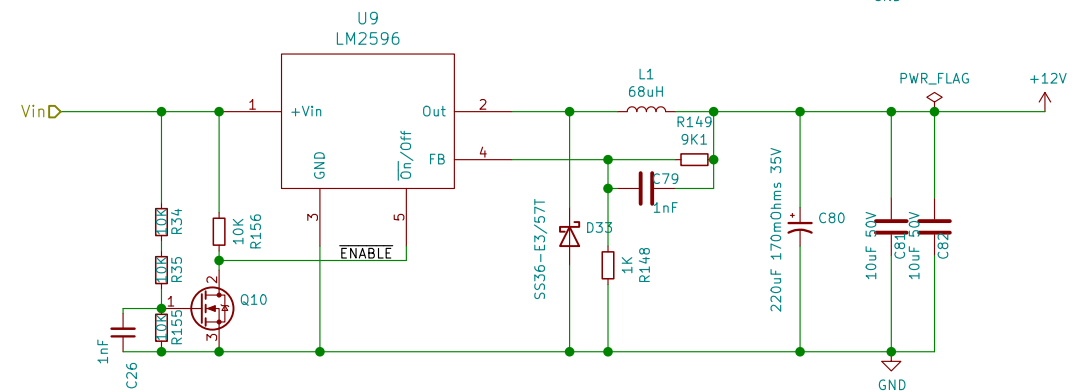 GND
U9
LM2596
Vin
1
+Vin
Out
2
GND
On/Off
FB
4
3
5
L1
68uH
R149
9K1
PWR_FLAG
+12V
10K
R34
10K
R35
10K
R155
10K
R156
ENABLE
1
2
3
Q10
1nF
C26
SS36-E3/57T
D33
C79
1nF
1K
R148
220uF 170mOhms 35V
+
C80
10uF 50V
C81
10uF 50V
C82
GND